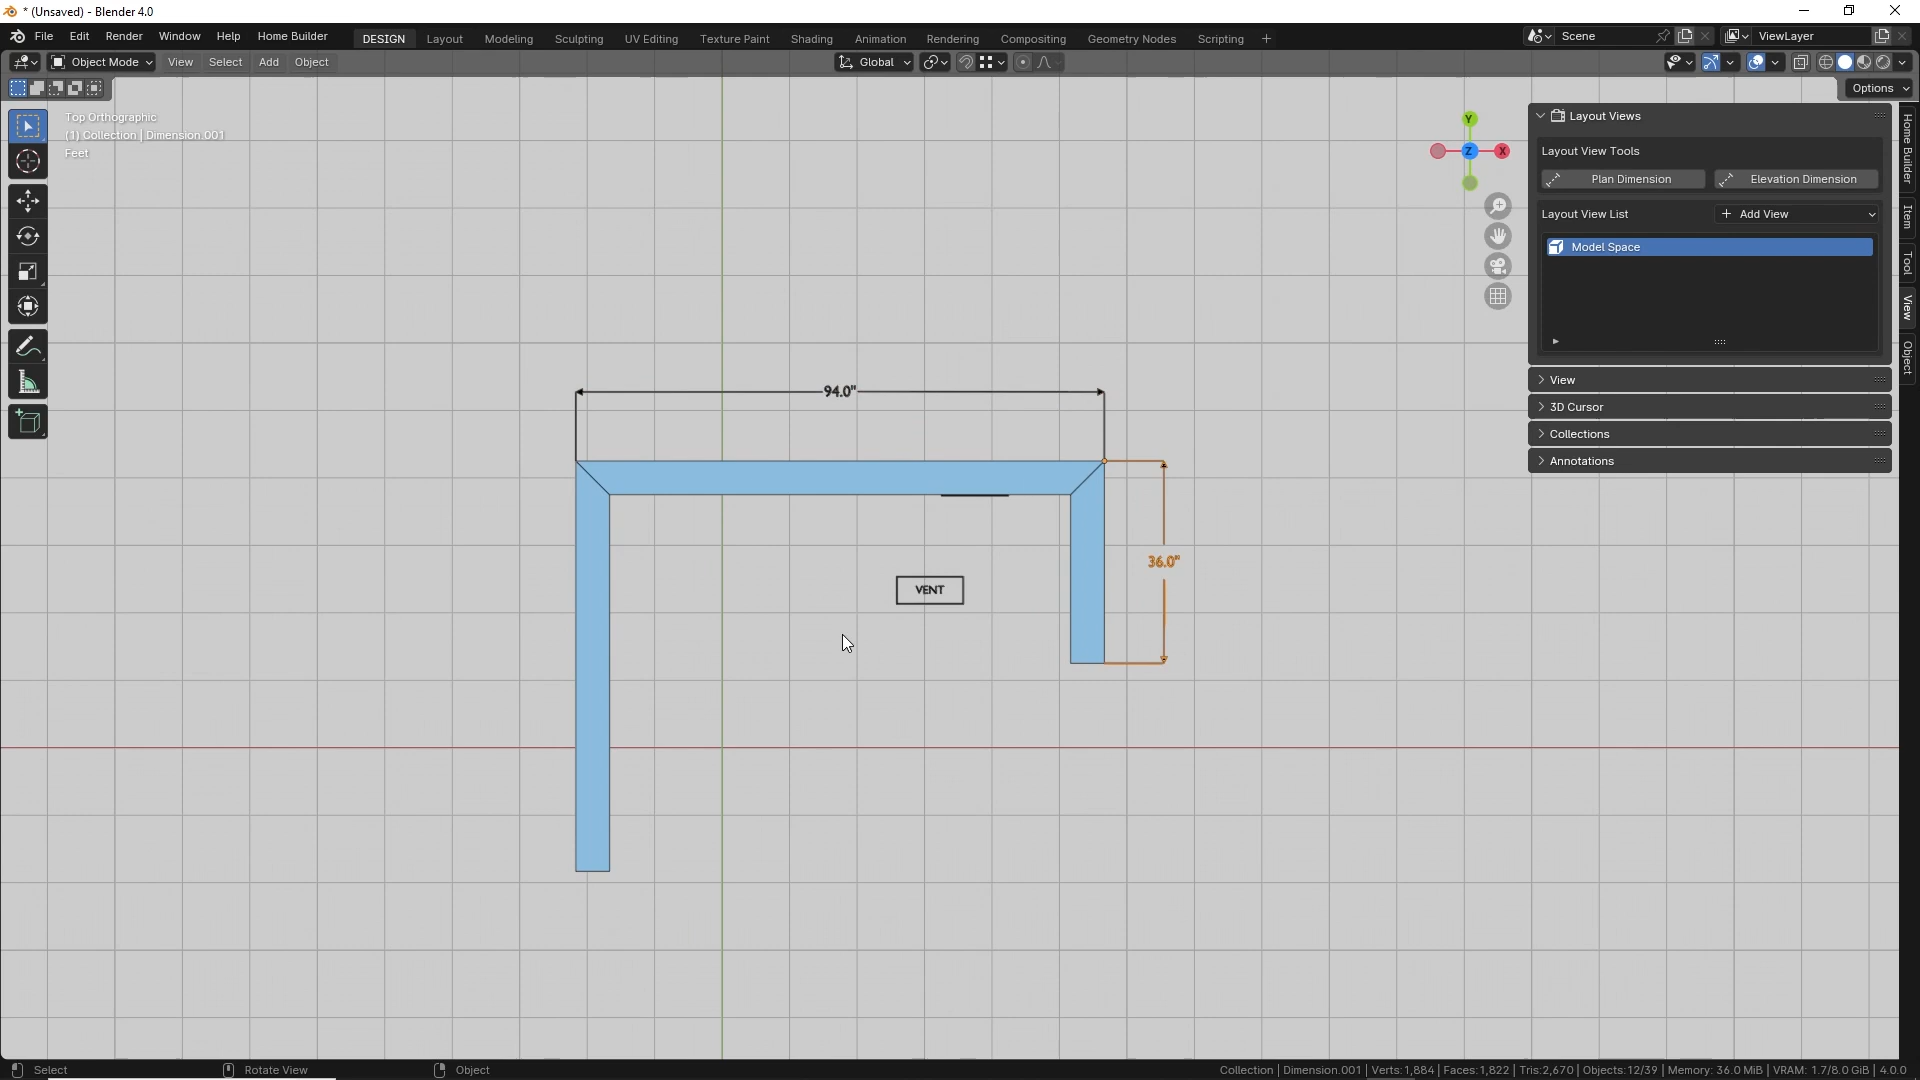 * (Unsaved) - Blender 4.0
File Edit Render Window Help Home Builder
DESIGN Layout Modeling Sculpting UV Editing Texture Paint Shading Animation Rendering Compositing Geometry Nodes Scripting
Scene
ViewLayer
Object Mode View Select Add Object
Global
Options
Top Orthographic
(1) Collection | Dimension.001
Feet
Y
Z
X
Layout Views
Layout View Tools
Plan Dimension
Elevation Dimension
Layout View List
Add View
Model Space
View
3D Cursor
Collections
Annotations
Home Builder
Item
Tool
View
Object
94.0"
36.0"
VENT
Select
Rotate View
Object
Collection | Dimension.001 | Verts:1,884 | Faces:1,822 | Tris:2,670 | Objects:12/39 | Memory: 36.0 MiB | VRAM: 1.7/8.0 GiB | 4.0.0